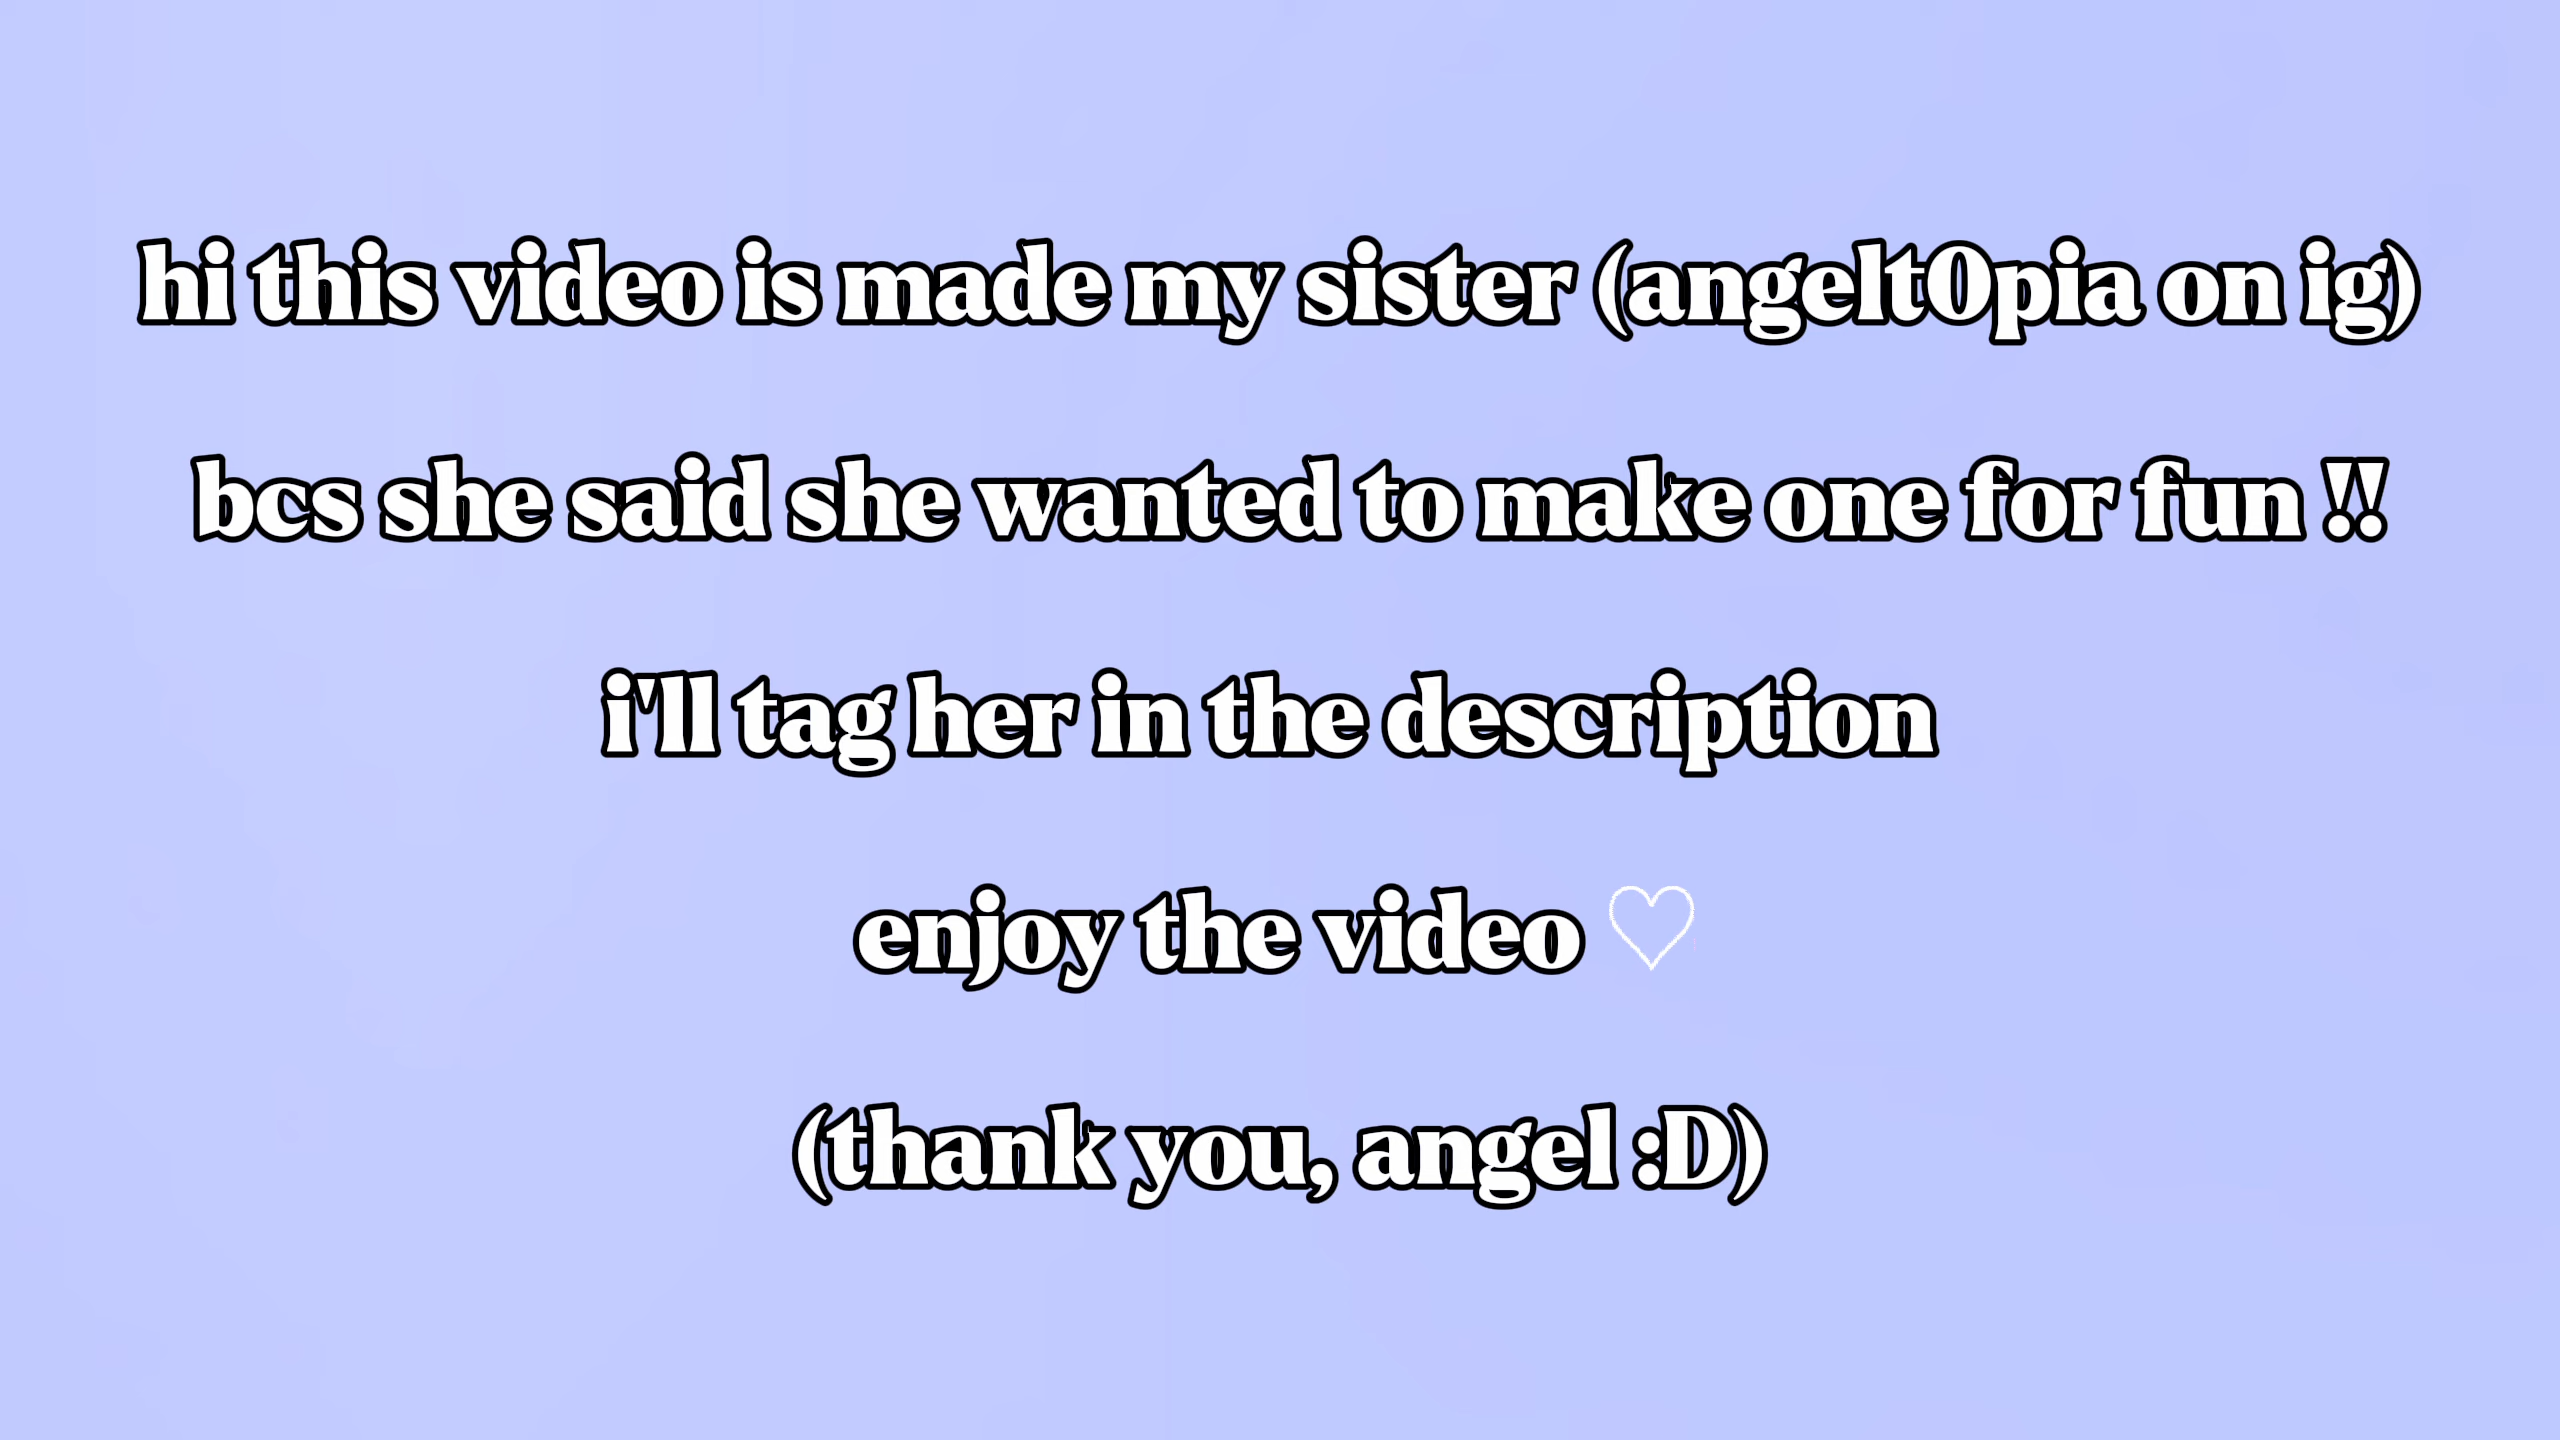 hi this video is made my sister (angelt0pia on ig)
bcs she said she wanted to make one for fun !!
i'll tag her in the description
enjoy the video ♡
(thank you, angel :D)